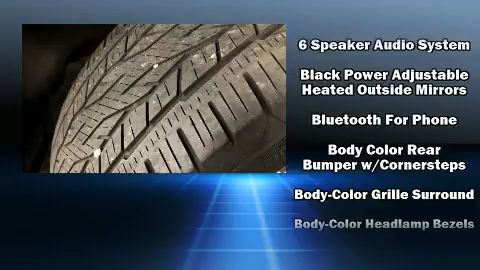 6 Speaker Audio System
Black Power Adjustable
Heated Outside Mirrors
Bluetooth For Phone
Body Color Rear
Bumper w/Cornersteps
Body-Color Grille Surround
Body-Color Headlamp Bezels